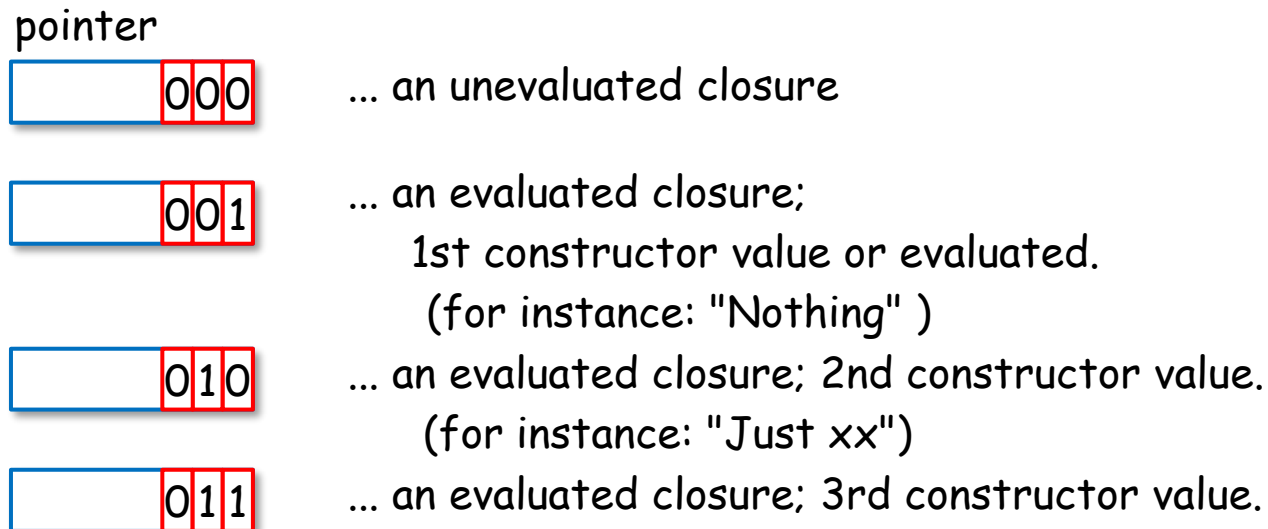 pointer
000 ... an unevaluated closure
001 ... an evaluated closure;
1st constructor value or evaluated.
(for instance: "Nothing" )
010 ... an evaluated closure; 2nd constructor value.
(for instance: "Just xx")
011 ... an evaluated closure; 3rd constructor value.